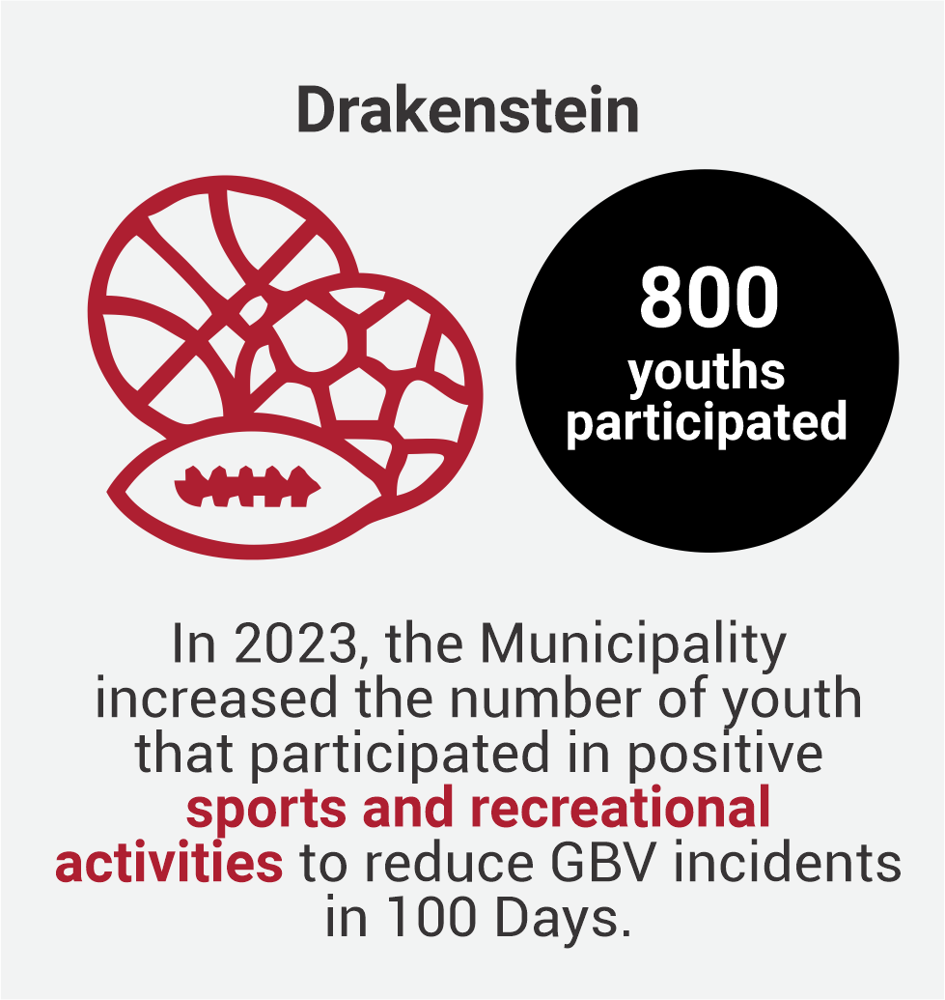 Drakenstein
800
youths
participated
In 2023, the Municipality
increased the number of youth
that participated in positive
sports and recreational
activities to reduce GBV incidents
in 100 Days.